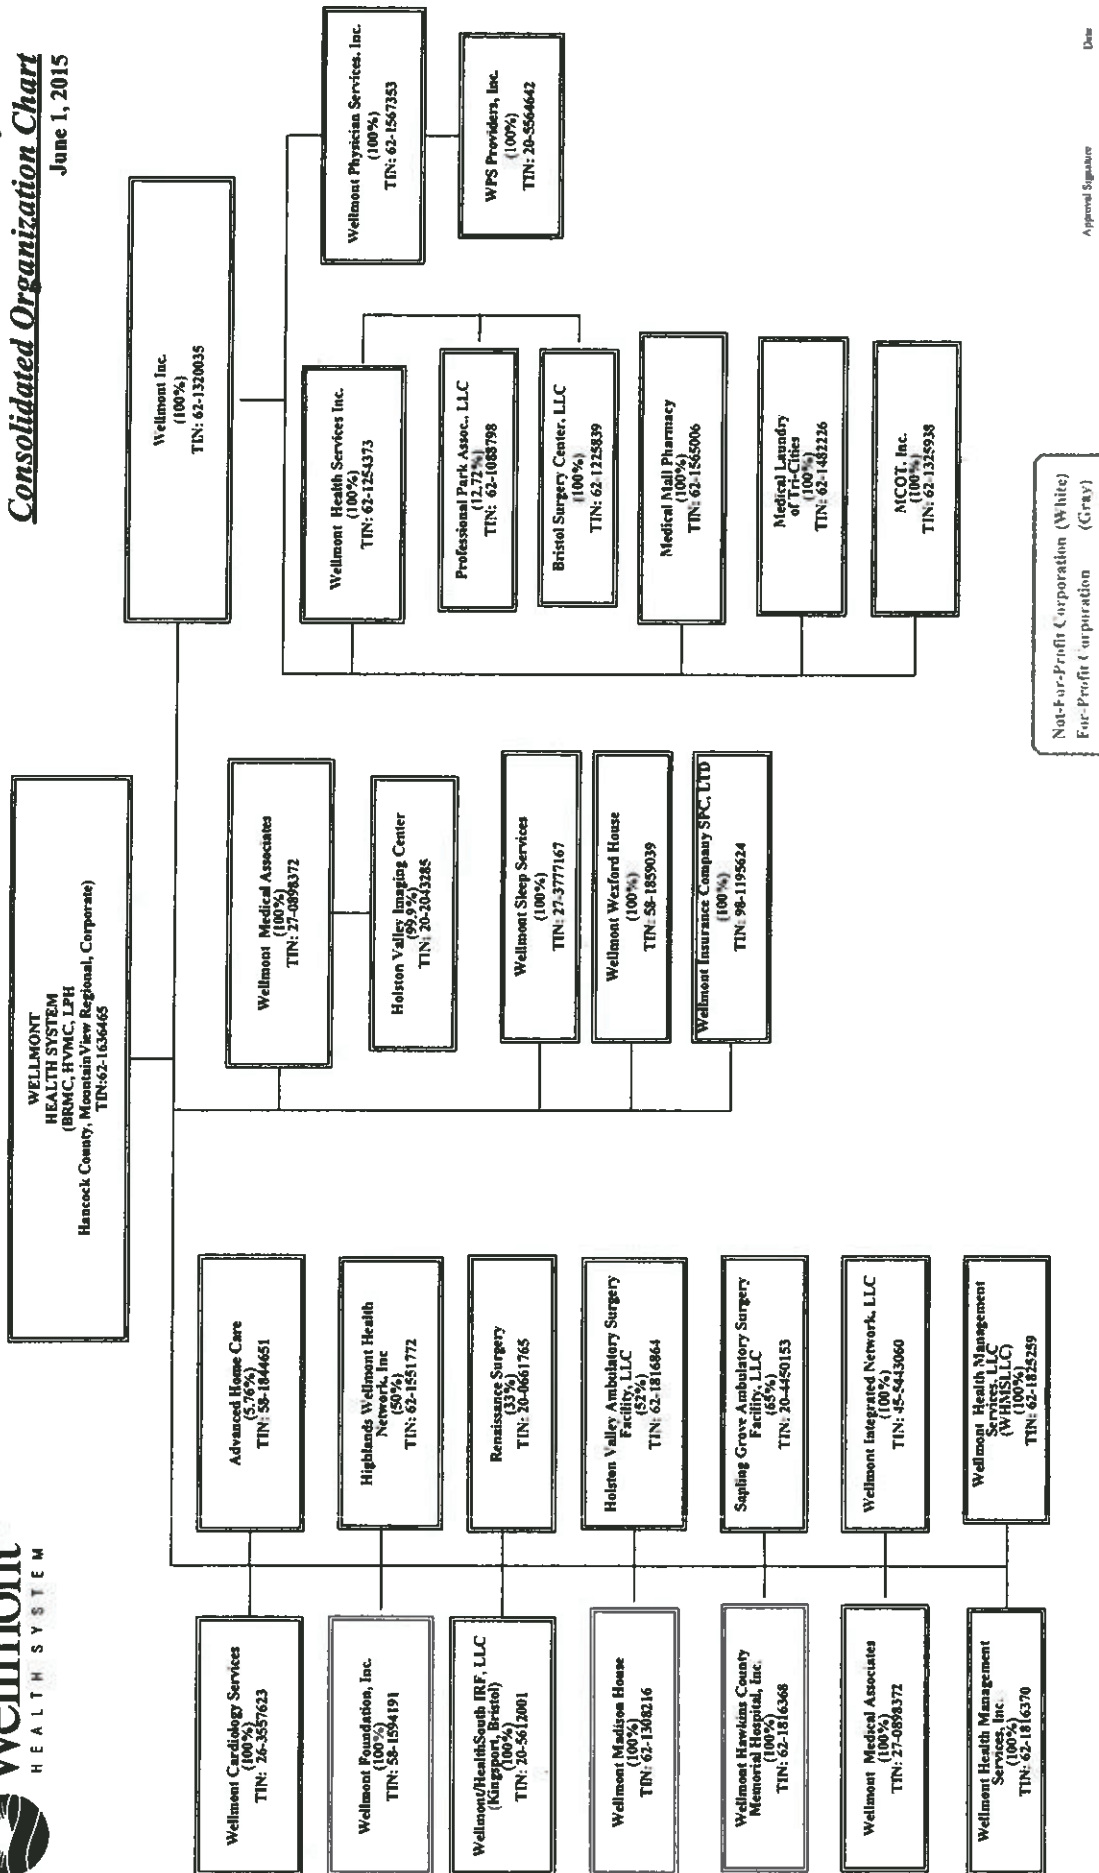 Wellmont
HEALTH SYSTEM
Consolidated Organization Chart
June 1, 2015
WELLMONT
HEALTH SYSTEM
(BRMC, HVMC, LPH
Hancock County, Mountain View Regional, Corporate)
TIN:62-1636465
Wellmont Inc.
(100%)
TIN: 62-1320035
Wellmont Cardiology Services
(100%)
TIN: 26-3557623
Wellmont Foundation, Inc.
(100%)
TIN: 58-1594191
Wellmont/HealthSouth IRF, LLC
(Kingsport, Bristol)
(100%)
TIN: 20-5612001
Wellmont Madison House
(100%)
TIN: 62-1308216
Wellmont Hawkins County
Memorial Hospital, Inc.
(100%)
TIN: 62-1816368
Wellmont Medical Associates
(100%)
TIN: 27-0898372
Wellmont Health Management
Services, Inc.
(100%)
TIN: 62-1816370
Advanced Home Care
(5.76%)
TIN: 58-1844651
Highlands Wellmont Health
Network, Inc
(50%)
TIN: 62-1551772
Renaissance Surgery
(33%)
TIN: 20-0661765
Holston Valley Ambulatory Surgery
Facility, LLC
(52%)
TIN: 62-1816864
Sapling Grove Ambulatory Surgery
Facility, LLC
(65%)
TIN: 20-4450153
Wellmont Integrated Network, LLC
(100%)
TIN: 45-5443060
Wellmont Health Management
Services, LLC
(WHMSLLC)
(100%)
TIN: 62-1825259
Wellmont Medical Associates
(100%)
TIN: 27-0898372
Holston Valley Imaging Center
(99.9%)
TIN: 20-2043285
Wellmont Sleep Services
(100%)
TIN: 27-3777167
Wellmont Wexford House
(100%)
TIN: 58-1859039
Wellmont Insurance Company SPC, LTD
(100%)
TIN: 98-1195624
Wellmont Health Services Inc.
(100%)
TIN: 62-1254373
Professional Park Assoc., LLC
(12.72%)
TIN: 62-1088798
Bristol Surgery Center, LLC
(100%)
TIN: 62-1225839
Medical Mall Pharmacy
(100%)
TIN: 62-1565006
Medical Laundry
of Tri-Cities
(100%)
TIN: 62-1482226
MCOT, Inc.
(100%)
TIN: 62-1325938
Wellmont Physician Services, Inc.
(100%)
TIN: 62-1567353
WPS Providers, Inc.
(100%)
TIN: 20-5564642
Not-For-Profit Corporation (White)
For-Profit Corporation (Gray)
Approval Signature
Date